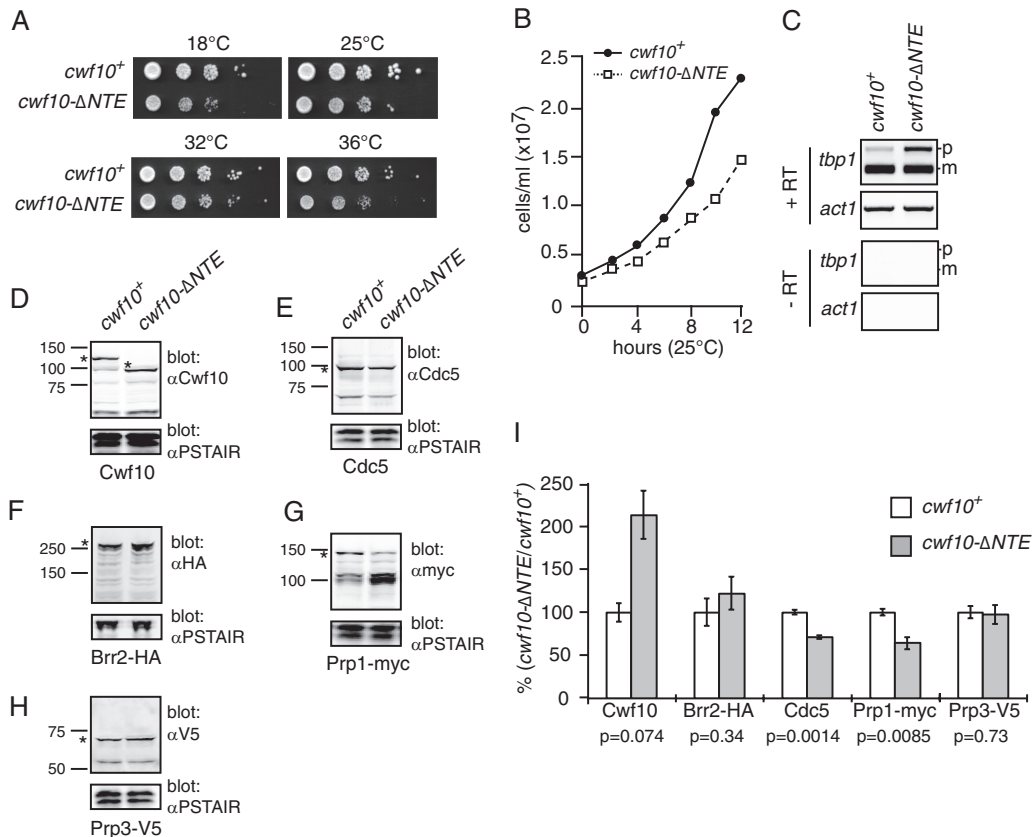 A
18°C
25°C
cwf10+
cwf10-ΔNTE
32°C
36°C
cwf10+
cwf10-ΔNTE
B
cwf10+
cwf10-ΔNTE
2.5
2.0
1.5
1.0
0.5
0
cells/ml (x10⁷)
0
4
8
12
hours (25°C)
C
cwf10+
cwf10-ΔNTE
+ RT
tbp1
p
m
act1
- RT
tbp1
p
m
act1
D
cwf10+
cwf10-ΔNTE
150
*
*
100
75
blot:
αCwf10
blot:
αPSTAIR
Cwf10
E
cwf10+
cwf10-ΔNTE
150
100
*
75
blot:
αCdc5
blot:
αPSTAIR
Cdc5
F
*
250
150
blot:
αHA
blot:
αPSTAIR
Brr2-HA
G
150
*
100
blot:
αmyc
blot:
αPSTAIR
Prp1-myc
H
75
*
50
blot:
αV5
blot:
αPSTAIR
Prp3-V5
I
% (cwf10-ΔNTE/cwf10+)
250
200
150
100
50
0
cwf10+
cwf10-ΔNTE
Cwf10 Brr2-HA Cdc5 Prp1-myc Prp3-V5
p=0.074 p=0.34 p=0.0014 p=0.0085 p=0.73